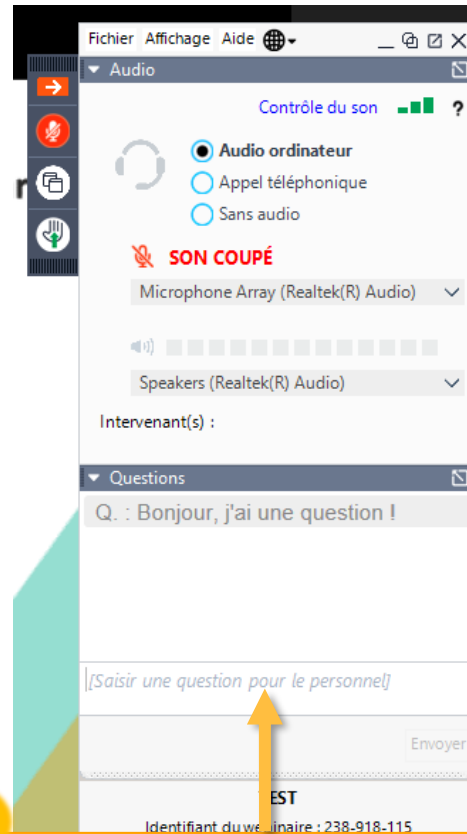 Fichier Affichage Aide
Audio
Contrôle du son ?
Audio ordinateur
Appel téléphonique
Sans audio
SON COUPÉ
Microphone Array (Realtek(R) Audio)
Speakers (Realtek(R) Audio)
Intervenant(s) :
Questions
Q. : Bonjour, j'ai une question !
[Saisir une question pour le personnel]
Envoyer
Identifiant du : 238-918-115